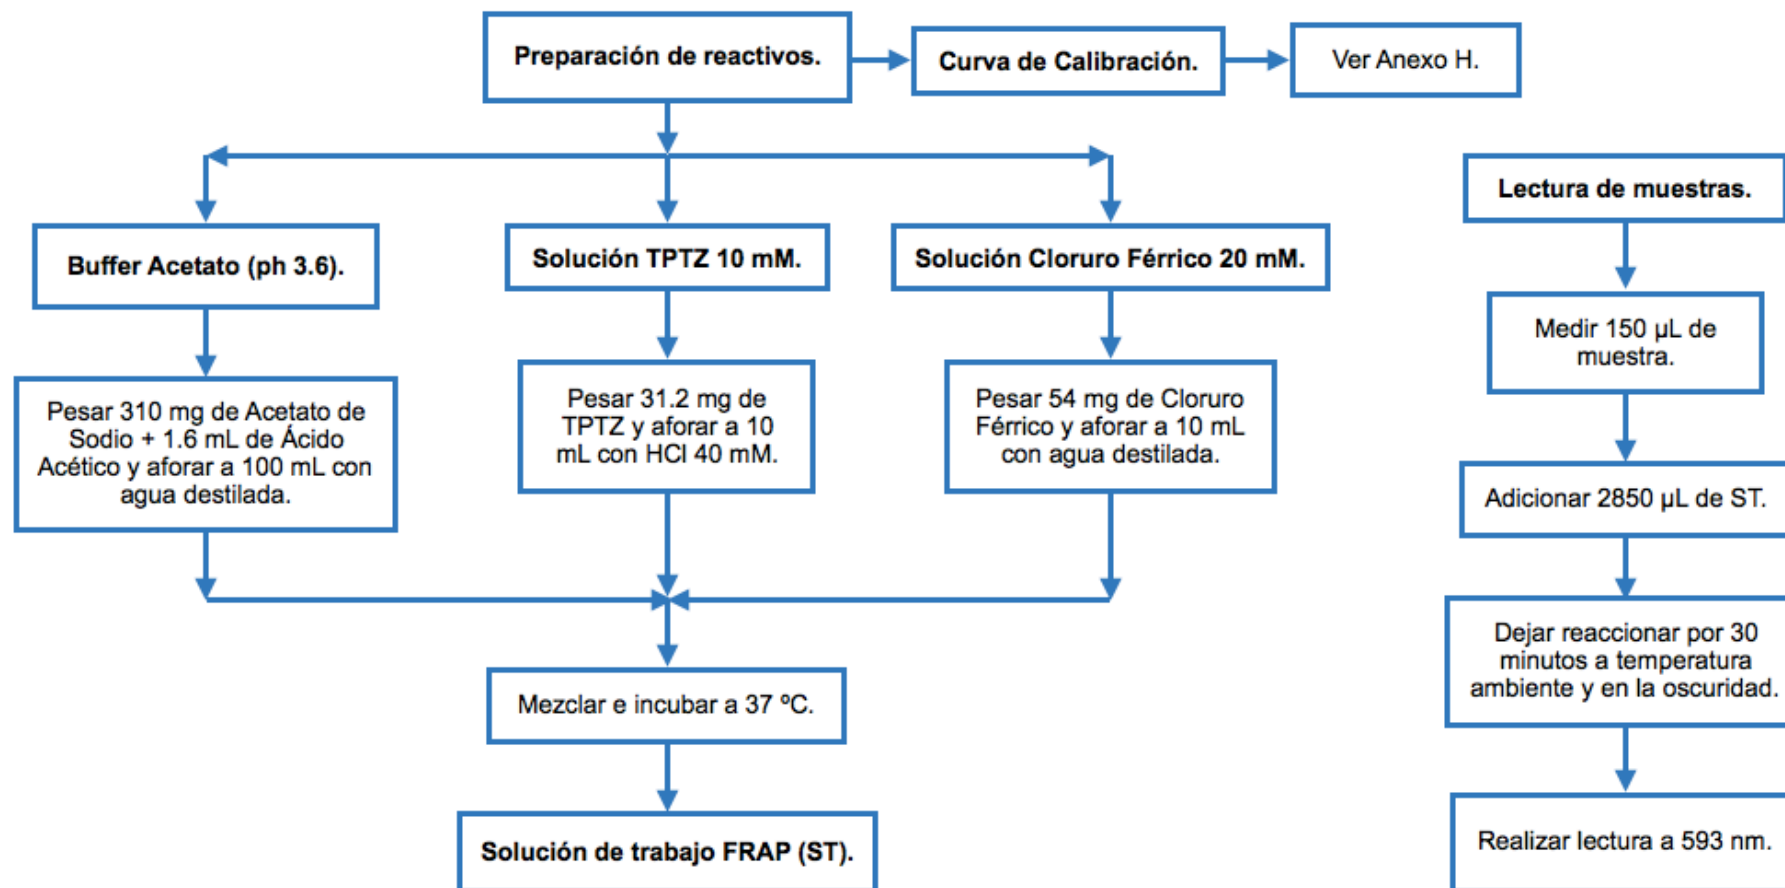 Preparación de reactivos.
Curva de Calibración.
Ver Anexo H.
Buffer Acetato (ph 3.6).
Solución TPTZ 10 mM.
Solución Cloruro Férrico 20 mM.
Pesar 310 mg de Acetato de
Sodio + 1.6 mL de Ácido
Acético y aforar a 100 mL con
agua destilada.
Pesar 31.2 mg de
TPTZ y aforar a 10
mL con HCl 40 mM.
Pesar 54 mg de Cloruro
Férrico y aforar a 10 mL
con agua destilada.
Mezclar e incubar a 37 ºC.
Solución de trabajo FRAP (ST).
Lectura de muestras.
Medir 150 µL de
muestra.
Adicionar 2850 µL de ST.
Dejar reaccionar por 30
minutos a temperatura
ambiente y en la oscuridad.
Realizar lectura a 593 nm.